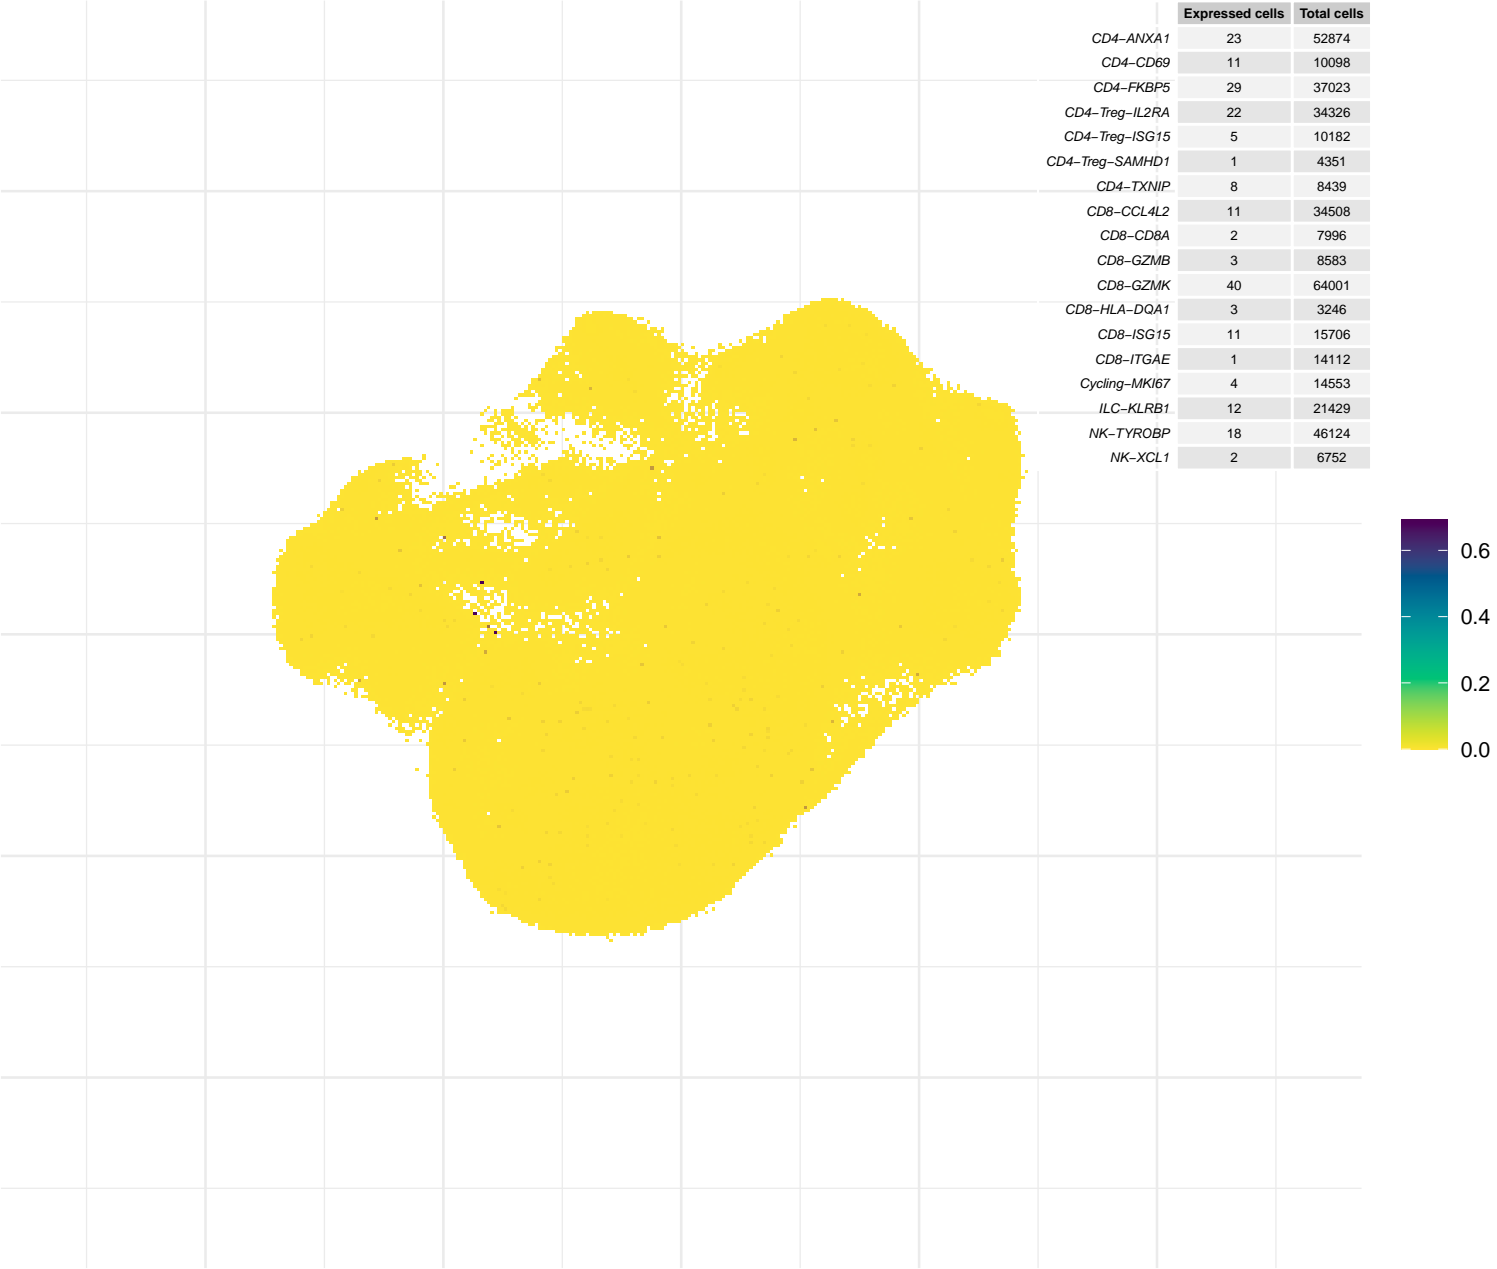 Expressed cells Total cells
CD4−ANXA1 23 52874
CD4−CD69 11 10098
CD4−FKBP5 29 37023
CD4−Treg−IL2RA 22 34326
CD4−Treg−ISG15 5 10182
CD4−Treg−SAMHD1 1 4351
CD4−TXNIP 8 8439
CD8−CCL4L2 11 34508
CD8−CD8A 2 7996
CD8−GZMB 3 8583
CD8−GZMK 40 64001
CD8−HLA−DQA1 3 3246
CD8−ISG15 11 15706
CD8−ITGAE 1 14112
Cycling−MKI67 4 14553
ILC−KLRB1 12 21429
NK−TYROBP 18 46124
NK−XCL1 2 6752
0.6
0.4
0.2
0.0